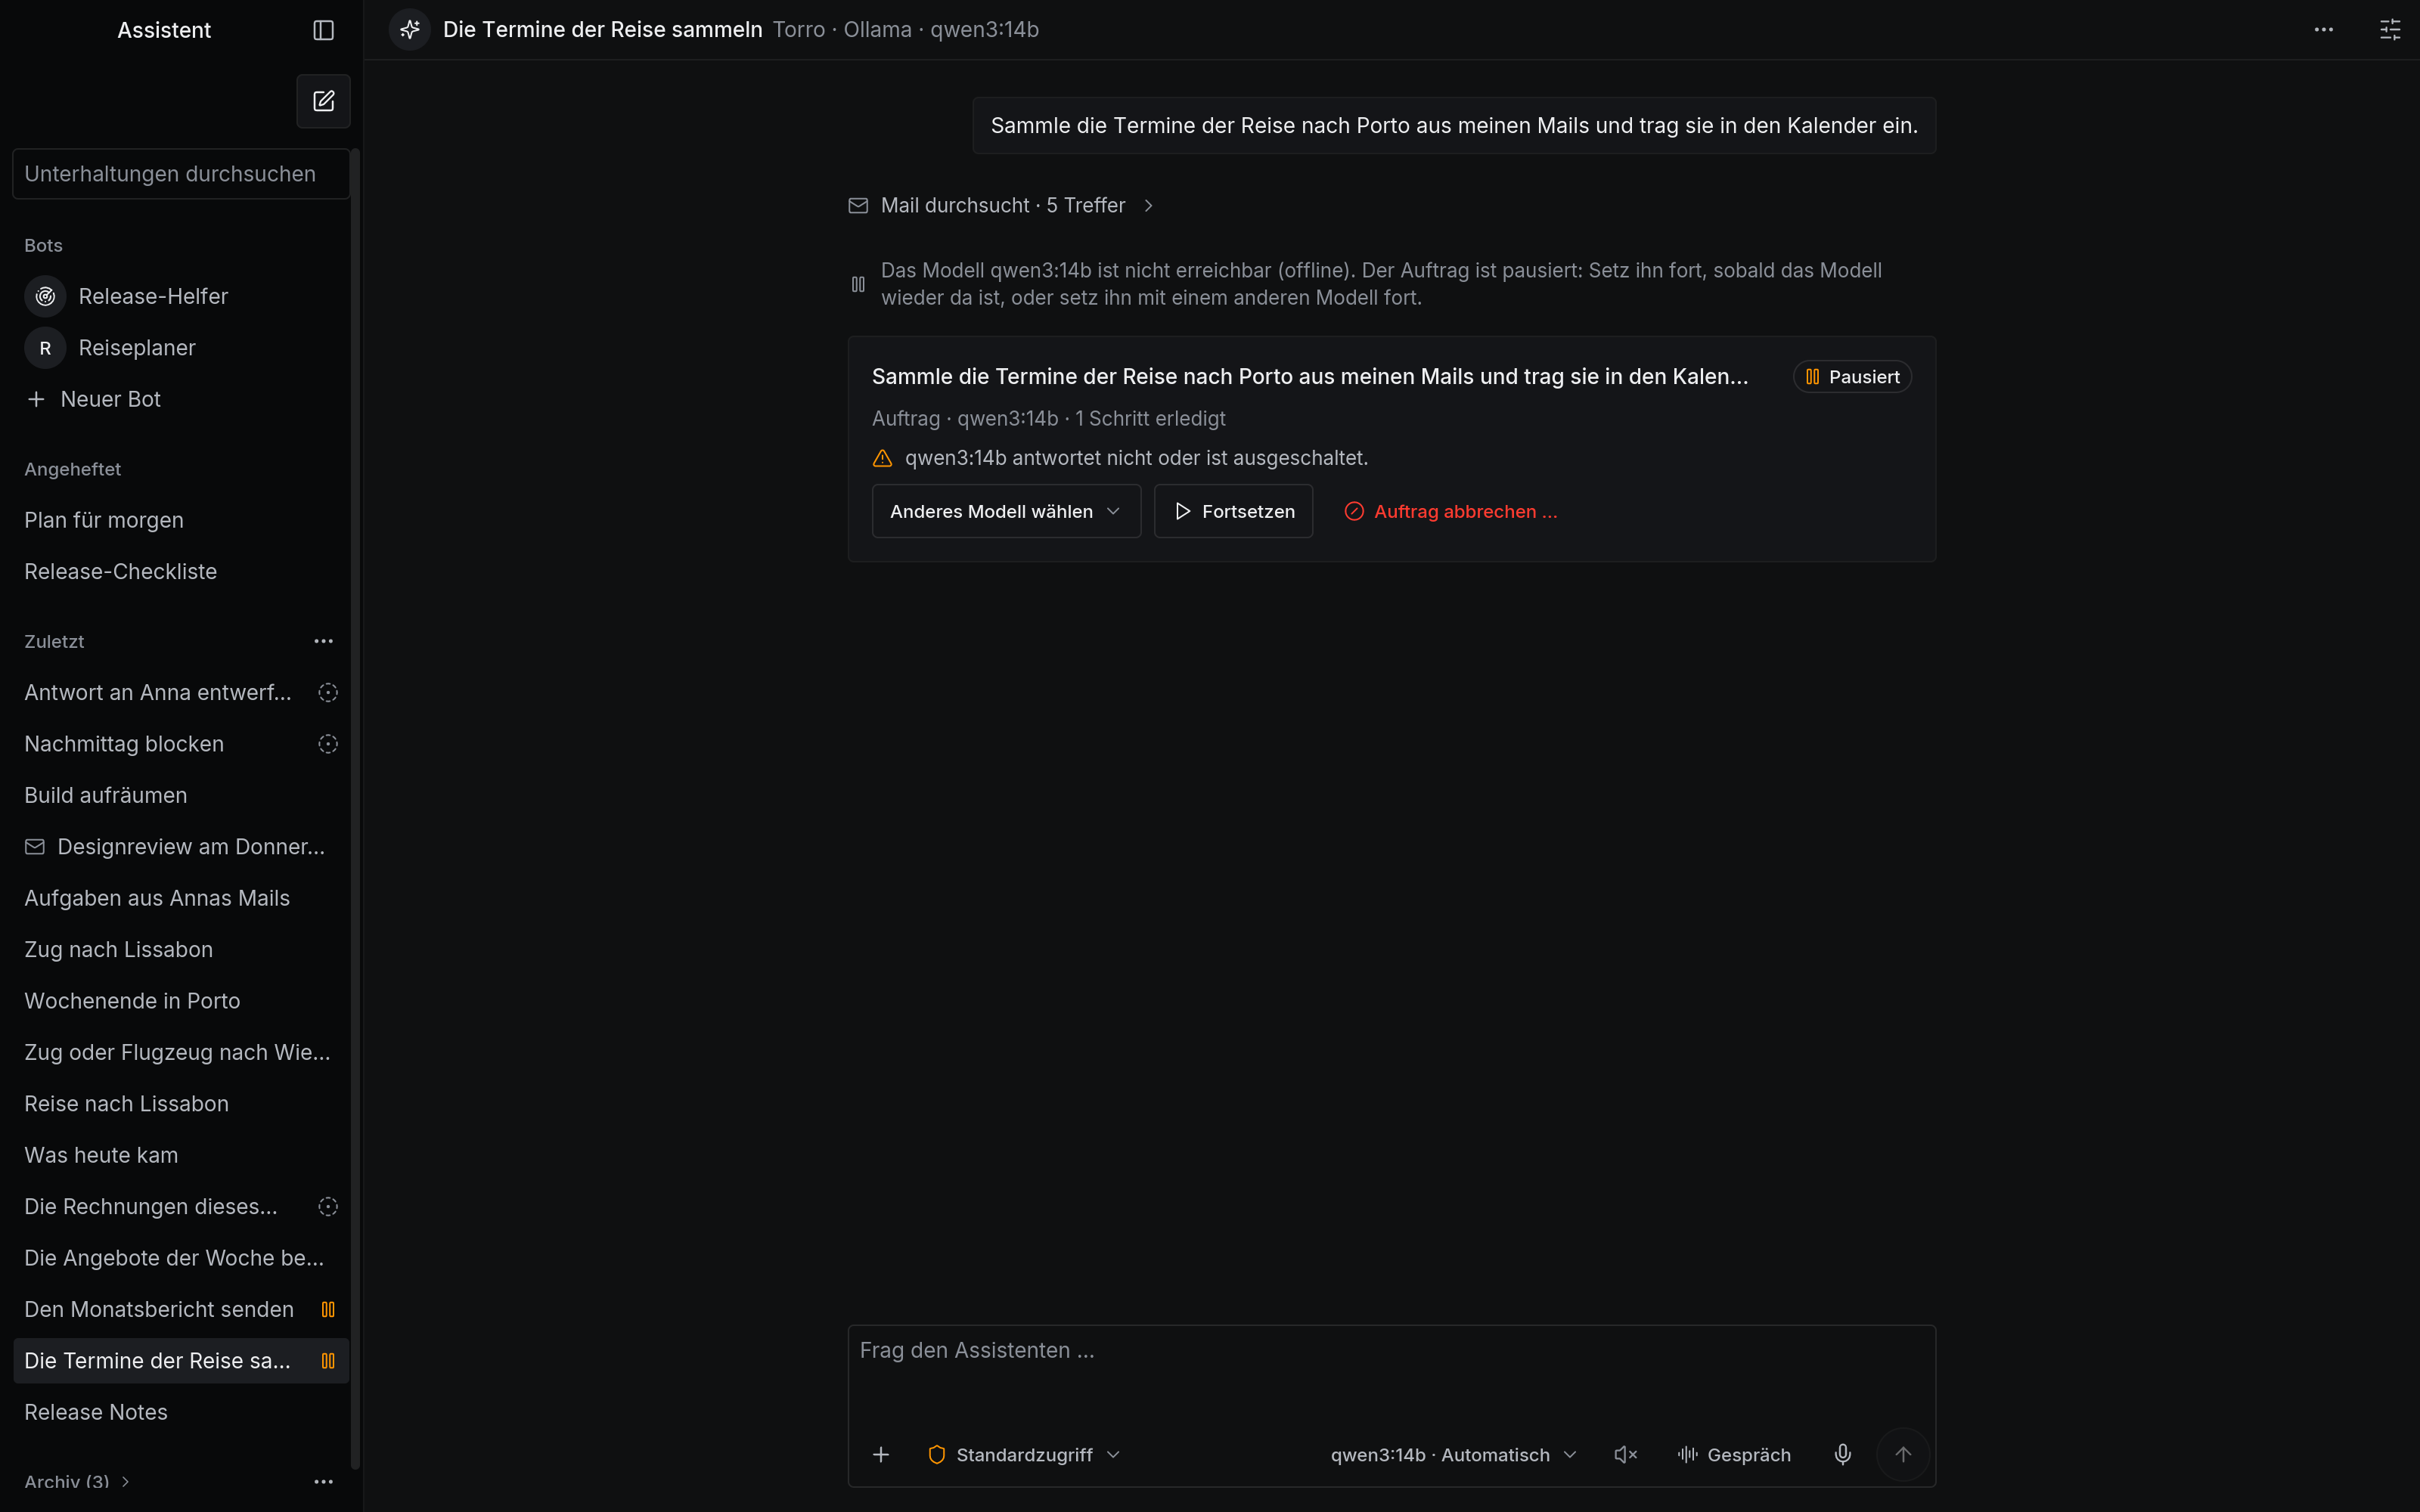 Assistent
Unterhaltungen durchsuchen
Bots
Release-Helfer
R Reiseplaner
Neuer Bot
Angeheftet
Plan für morgen
Release-Checkliste
Zuletzt
Antwort an Anna entwerf...
Nachmittag blocken
Build aufräumen
Designreview am Donner...
Aufgaben aus Annas Mails
Zug nach Lissabon
Wochenende in Porto
Zug oder Flugzeug nach Wie...
Reise nach Lissabon
Was heute kam
Die Rechnungen dieses...
Die Angebote der Woche be...
Den Monatsbericht senden
Die Termine der Reise sa...
Release Notes
Archiv (3)
Die Termine der Reise sammeln Torro · Ollama · qwen3:14b
Sammle die Termine der Reise nach Porto aus meinen Mails und trag sie in den Kalender ein.
Mail durchsucht · 5 Treffer
Das Modell qwen3:14b ist nicht erreichbar (offline). Der Auftrag ist pausiert: Setz ihn fort, sobald das Modell
wieder da ist, oder setz ihn mit einem anderen Modell fort.
Sammle die Termine der Reise nach Porto aus meinen Mails und trag sie in den Kalen... Pausiert
Auftrag · qwen3:14b · 1 Schritt erledigt
qwen3:14b antwortet nicht oder ist ausgeschaltet.
Anderes Modell wählen Fortsetzen Auftrag abbrechen ...
Frag den Assistenten ...
Standardzugriff qwen3:14b · Automatisch Gespräch